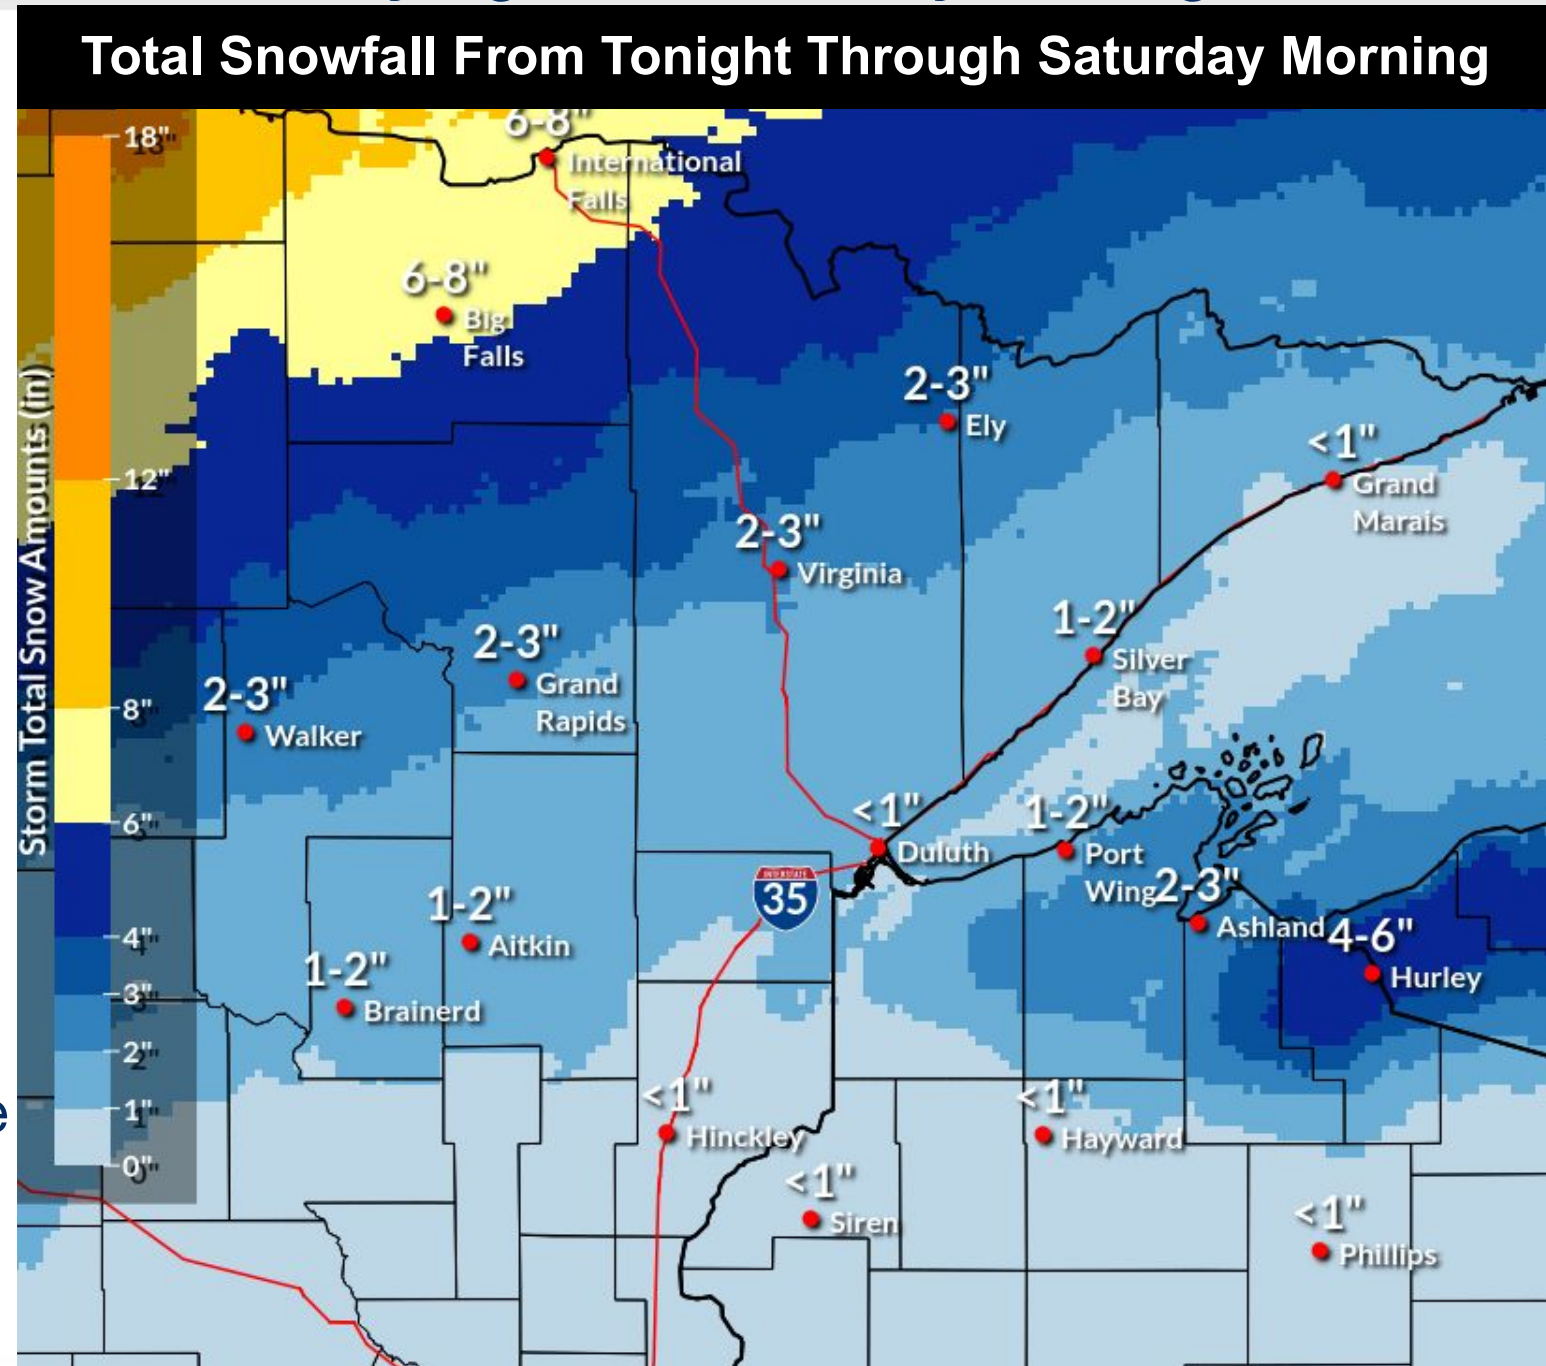 Total Snowfall From Tonight Through Saturday Morning
6-8"
International
Falls
6-8"
Big
Falls
2-3"
Ely
<1"
Grand
Marais
2-3"
Virginia
1-2"
Silver
Bay
2-3"
Grand
Rapids
2-3"
Walker
<1"
Duluth
1-2"
Port
Wing
2-3"
Ashland
4-6"
Hurley
INTERSTATE
35
1-2"
Aitkin
1-2"
Brainerd
<1"
Hinckley
<1"
Hayward
<1"
Siren
<1"
Phillips
Storm Total Snow Amounts (in)
18"
12"
8"
6"
4"
3"
2"
1"
0"